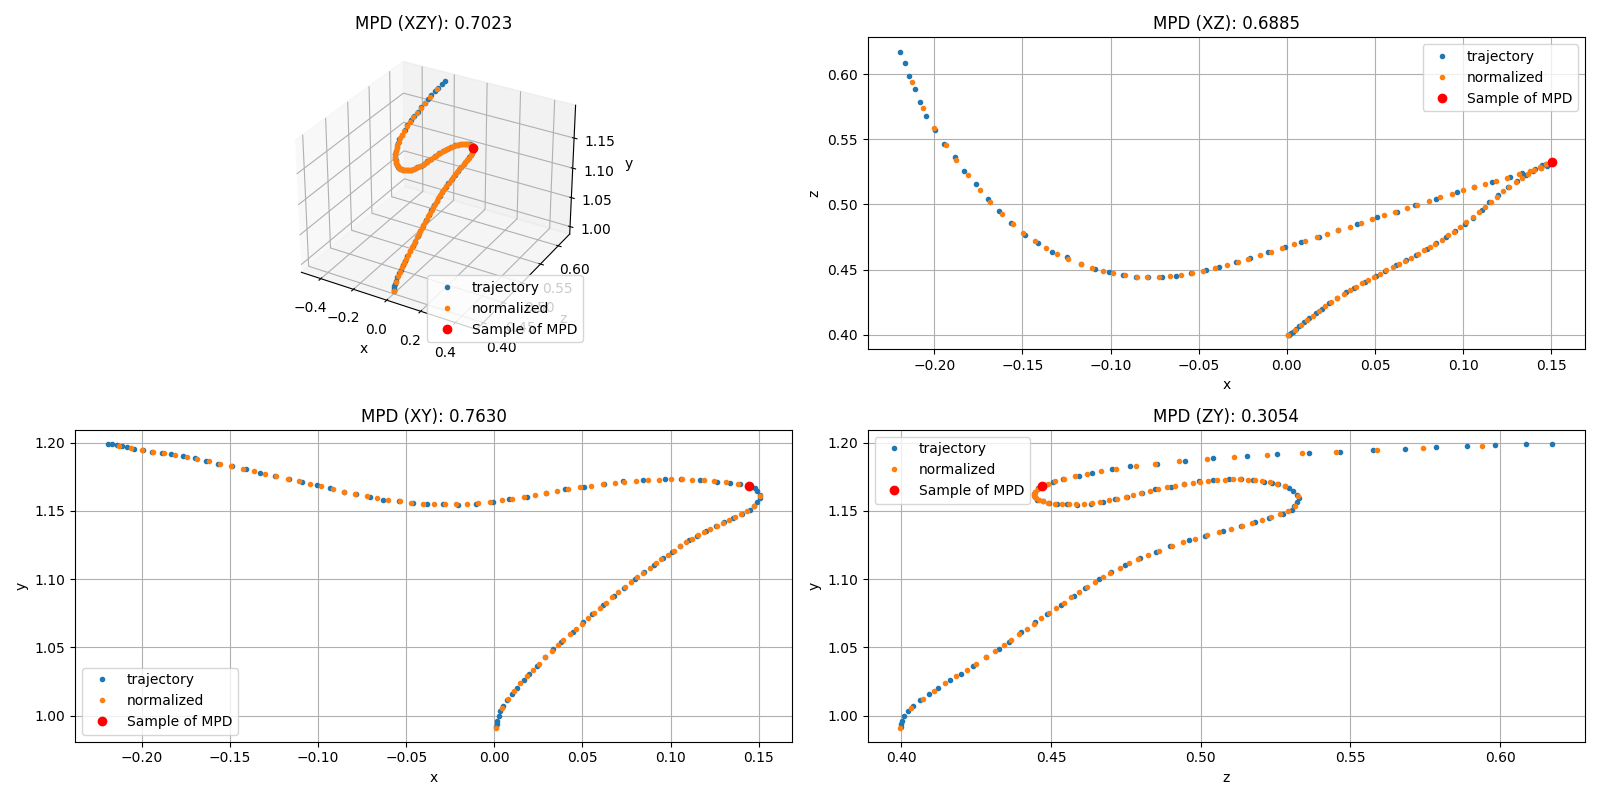 MPD (XZY): 0.7023
1.15
1.10
1.05
1.00
y
0.60
0.55
0.50
0.45
0.40
z
−0.4
−0.2
0.0
0.2
0.4
x
trajectory
normalized
Sample of MPD
MPD (XZ): 0.6885
0.60
0.55
0.50
0.45
0.40
z
−0.20
−0.15
−0.10
−0.05
0.00
0.05
0.10
0.15
x
trajectory
normalized
Sample of MPD
MPD (XY): 0.7630
1.20
1.15
1.10
1.05
1.00
y
−0.20
−0.15
−0.10
−0.05
0.00
0.05
0.10
0.15
x
trajectory
normalized
Sample of MPD
MPD (ZY): 0.3054
1.20
1.15
1.10
1.05
1.00
y
0.40
0.45
0.50
0.55
0.60
z
trajectory
normalized
Sample of MPD